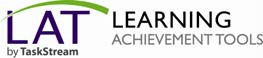 LAT
by TaskStream
LEARNING
ACHIEVEMENT TOOLS